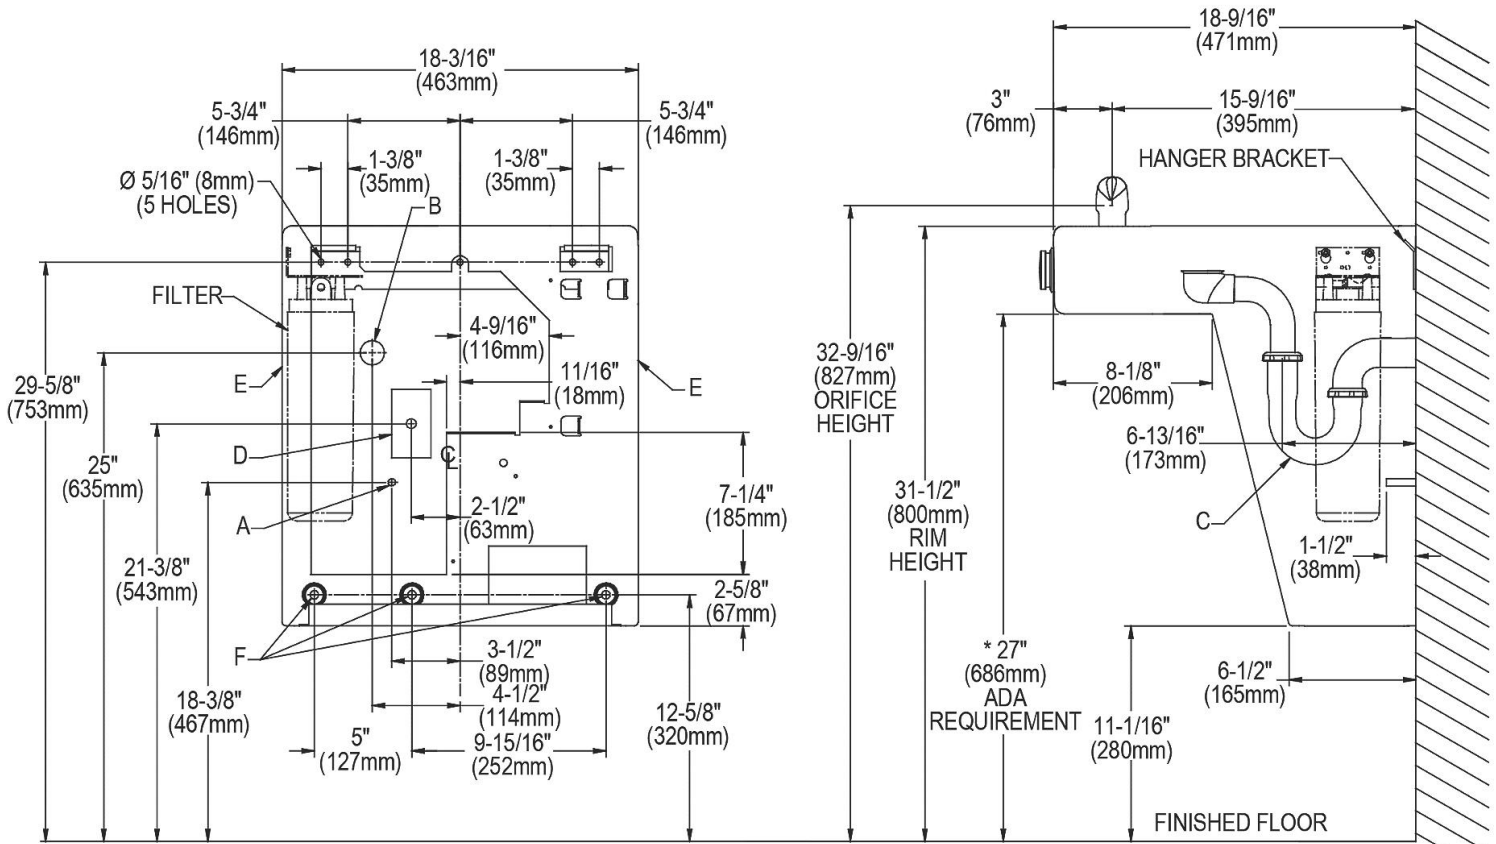 18-3/16"
(463mm)
5-3/4"
(146mm)
5-3/4"
(146mm)
1-3/8"
(35mm)
1-3/8"
(35mm)
Ø 5/16" (8mm)
(5 HOLES)
B
FILTER
4-9/16"
(116mm)
E
11/16"
(18mm)
E
29-5/8"
(753mm)
D
CL
25"
(635mm)
A
2-1/2"
(63mm)
7-1/4"
(185mm)
21-3/8"
(543mm)
2-5/8"
(67mm)
F
3-1/2"
(89mm)
18-3/8"
(467mm)
4-1/2"
(114mm)
12-5/8"
(320mm)
5"
(127mm)
9-15/16"
(252mm)
18-9/16"
(471mm)
3"
(76mm)
15-9/16"
(395mm)
HANGER BRACKET
32-9/16"
(827mm)
ORIFICE
HEIGHT
8-1/8"
(206mm)
6-13/16"
(173mm)
31-1/2"
(800mm)
RIM
HEIGHT
C
1-1/2"
(38mm)
* 27"
(686mm)
ADA
REQUIREMENT
6-1/2"
(165mm)
11-1/16"
(280mm)
FINISHED FLOOR